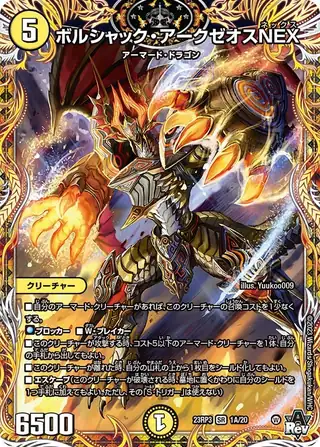 5
ボルシャック・アークゼオスNEX
ネックス
アーマード・ドラゴン
illus. Yuukoo009
クリーチャー
■自分のアーマード・クリーチャーがあれば、このクリーチャーの召喚コストを1少なくする。
■ブロッカー ■W・ブレイカー
■このクリーチャーが攻撃する時、コスト5以下のアーマード・クリーチャーを1体、自分の手札から出してもよい。
■このクリーチャーが離れた時、自分の山札の上から1枚目をシールド化してもよい。
■エスケープ(このクリーチャーが破壊される時、墓地に置くかわりに自分のシールドを1つ手札に加えてもよい。ただし、その「S・トリガー」は使えない)
6500
1
23RP3 SR 1A/20
Rev